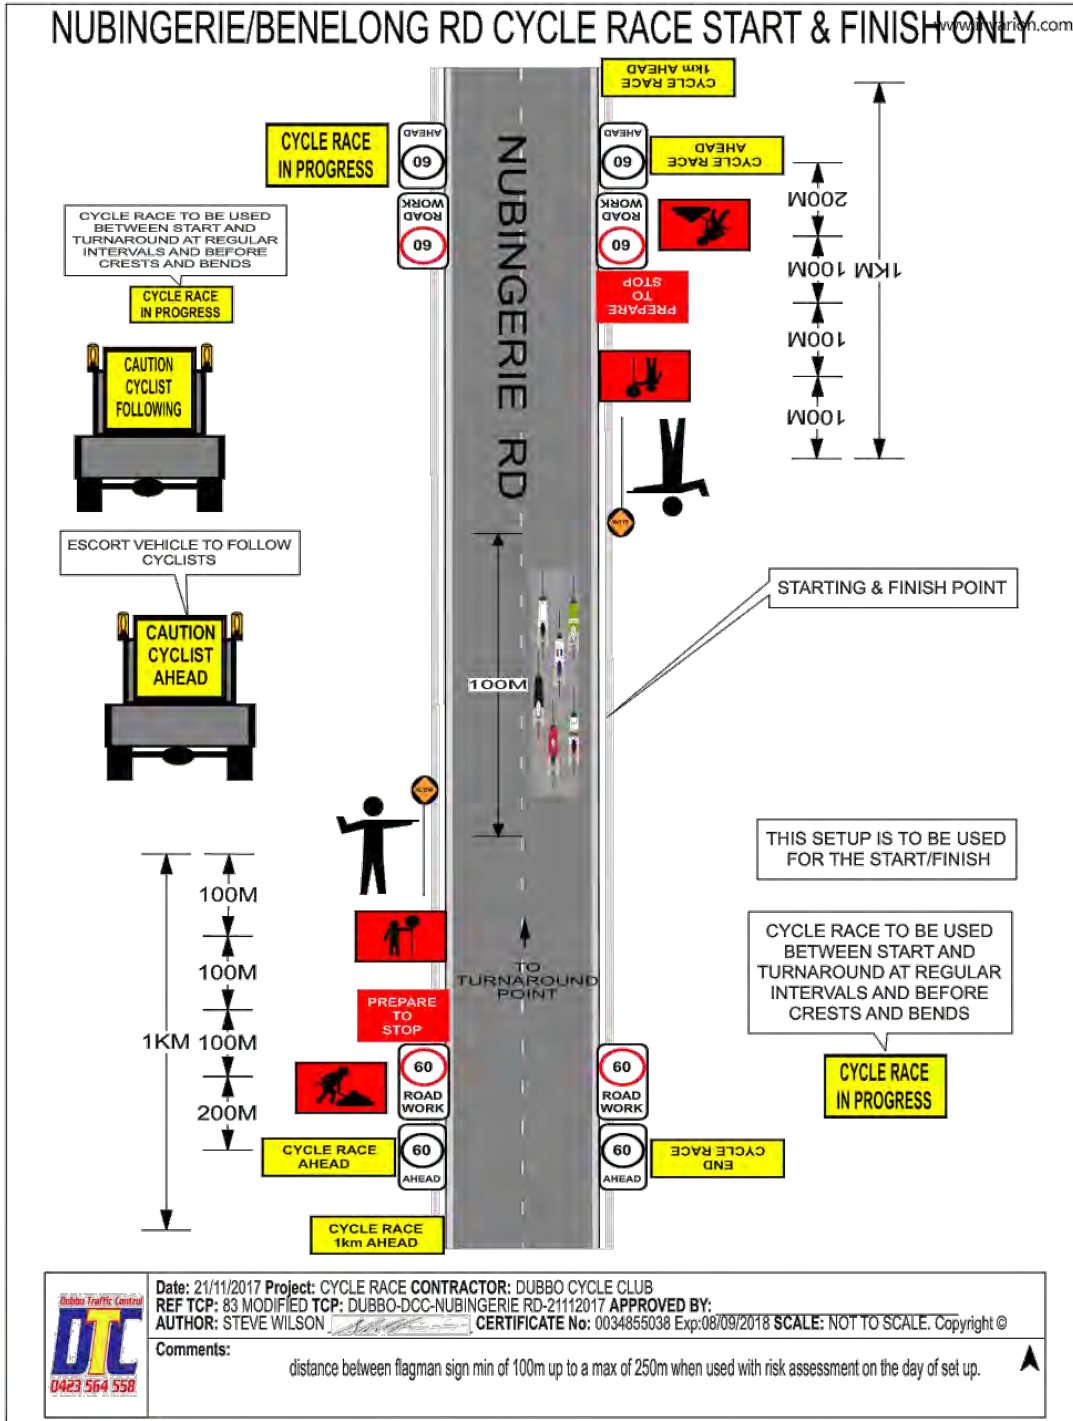 NUBINGERIE/BENELONG RD CYCLE RACE START & FINISH ONLY
www.invarion.com
CYCLE RACE
1km AHEAD
CYCLE RACE
IN PROGRESS
60
AHEAD
60
AHEAD
CYCLE RACE
AHEAD
ROAD
WORK
60
ROAD
WORK
60
PREPARE
TO
STOP
200M
100M
100M
100M
1KM
CYCLE RACE TO BE USED
BETWEEN START AND
TURNAROUND AT REGULAR
INTERVALS AND BEFORE
CRESTS AND BENDS
CYCLE RACE
IN PROGRESS
CAUTION
CYCLIST
FOLLOWING
NUBINGERIE RD
ESCORT VEHICLE TO FOLLOW
CYCLISTS
CAUTION
CYCLIST
AHEAD
STARTING & FINISH POINT
100M
SLOW
THIS SETUP IS TO BE USED
FOR THE START/FINISH
100M
100M
100M
200M
1KM
TO
TURNAROUND
POINT
PREPARE
TO
STOP
CYCLE RACE TO BE USED
BETWEEN START AND
TURNAROUND AT REGULAR
INTERVALS AND BEFORE
CRESTS AND BENDS
CYCLE RACE
IN PROGRESS
60
ROAD
WORK
60
ROAD
WORK
CYCLE RACE
AHEAD
60
AHEAD
60
AHEAD
CYCLE RACE
END
CYCLE RACE
1km AHEAD
Dubbo Traffic Control
DTC
0423 564 558
Date: 21/11/2017 Project: CYCLE RACE CONTRACTOR: DUBBO CYCLE CLUB
REF TCP: 83 MODIFIED TCP: DUBBO-DCC-NUBINGERIE RD-21112017 APPROVED BY:
AUTHOR: STEVE WILSON CERTIFICATE No: 0034855038 Exp:08/09/2018 SCALE: NOT TO SCALE. Copyright ©
Comments:
distance between flagman sign min of 100m up to a max of 250m when used with risk assessment on the day of set up.